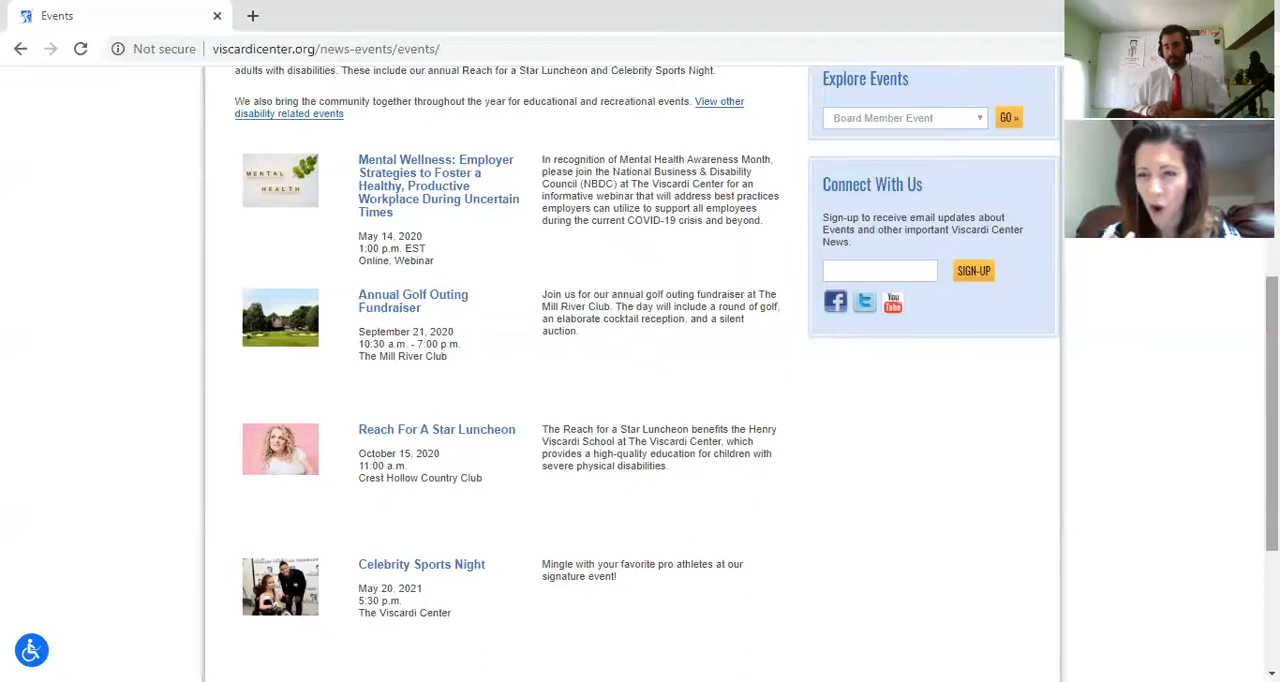 Events
Not secure
viscardicenter.org/news-events/events/
adults with disabilities. These include our annual Reach for a Star Luncheon and Celebrity Sports Night.
We also bring the community together throughout the year for educational and recreational events. View other
disability related events
MENTAL
HEALTH
Mental Wellness: Employer
Strategies to Foster a
Healthy, Productive
Workplace During Uncertain
Times
May 14, 2020
1:00 p.m. EST
Online, Webinar
In recognition of Mental Health Awareness Month,
please join the National Business & Disability
Council (NBDC) at The Viscardi Center for an
informative webinar that will address best practices
employers can utilize to support all employees
during the current COVID-19 crisis and beyond.
Annual Golf Outing
Fundraiser
September 21, 2020
10:30 a.m. - 7:00 p.m.
The Mill River Club
Join us for our annual golf outing fundraiser at The
Mill River Club. The day will include a round of golf,
an elaborate cocktail reception, and a silent
auction.
Reach For A Star Luncheon
October 15, 2020
11:00 a.m.
Crest Hollow Country Club
The Reach for a Star Luncheon benefits the Henry
Viscardi School at The Viscardi Center, which
provides a high-quality education for children with
severe physical disabilities.
Celebrity Sports Night
May 20, 2021
5:30 p.m.
The Viscardi Center
Mingle with your favorite pro athletes at our
signature event!
Explore Events
Board Member Event
GO »
Connect With Us
Sign-up to receive email updates about
Events and other important Viscardi Center
News.
SIGN-UP
You
Tube